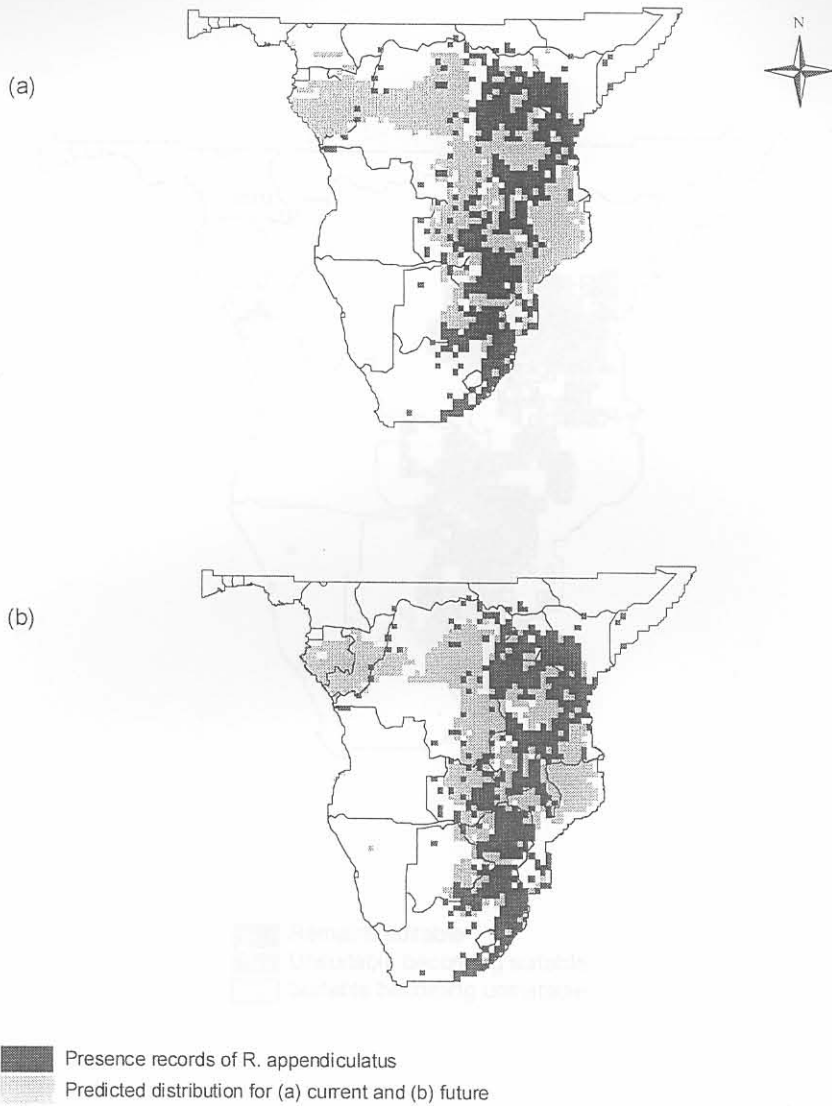 N
(a)
(b)
Presence records of R. appendiculatus
Predicted distribution for (a) current and (b) future